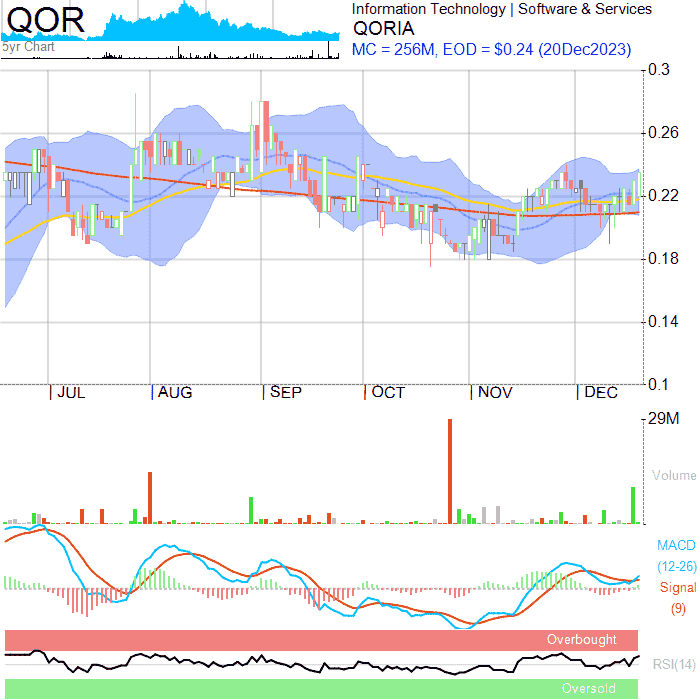 QOR
5yr Chart
Information Technology | Software & Services
QORIA
MC = 256M, EOD = $0.24 (20Dec2023)
0.3
0.26
0.22
0.18
0.14
0.1
JUL AUG SEP OCT NOV DEC
29M
Volume
MACD
(12-26)
Signal
(9)
Overbought
RSI(14)
Oversold